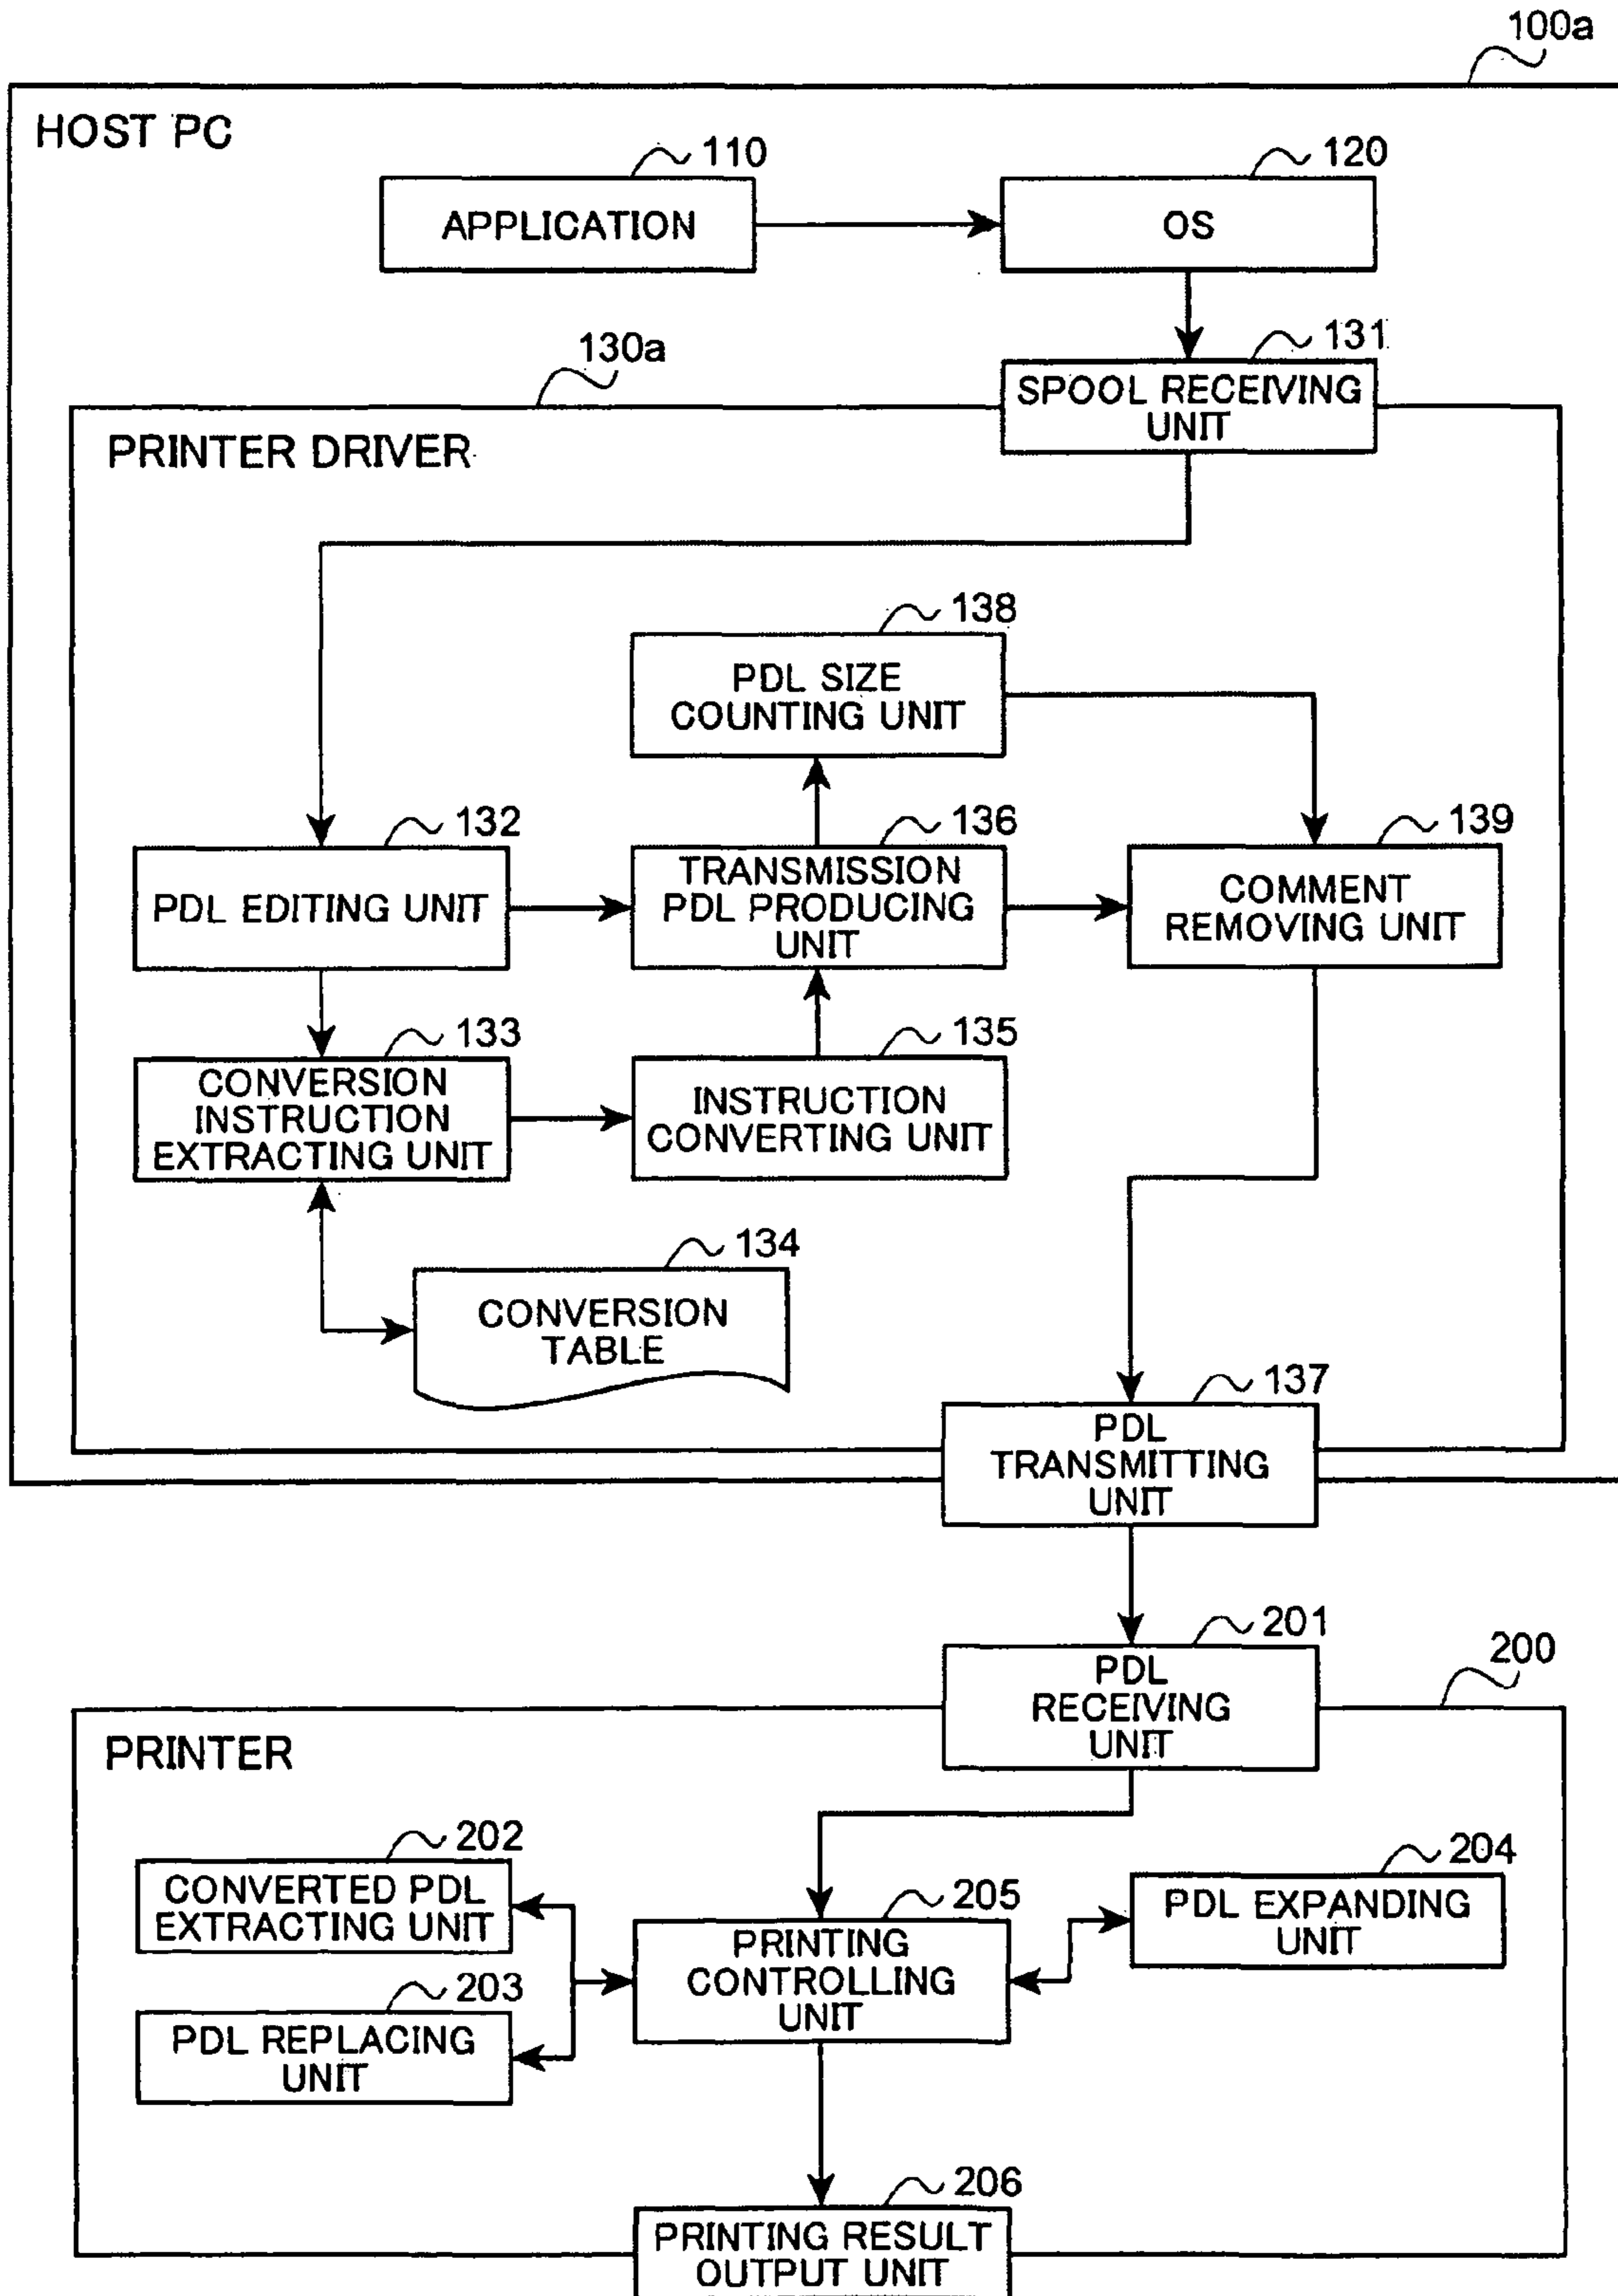 100a
HOST PC
110
APPLICATION
120
OS
131
SPOOL RECEIVING
UNIT
130a
PRINTER DRIVER
138
PDL SIZE
COUNTING UNIT
132
PDL EDITING UNIT
136
TRANSMISSION
PDL PRODUCING
UNIT
139
COMMENT
REMOVING UNIT
133
CONVERSION
INSTRUCTION
EXTRACTING UNIT
135
INSTRUCTION
CONVERTING UNIT
134
CONVERSION
TABLE
137
PDL
TRANSMITTING
UNIT
201
PDL
RECEIVING
UNIT
200
PRINTER
202
CONVERTED PDL
EXTRACTING UNIT
205
PRINTING
CONTROLLING
UNIT
204
PDL EXPANDING
UNIT
203
PDL REPLACING
UNIT
206
PRINTING RESULT
OUTPUT UNIT